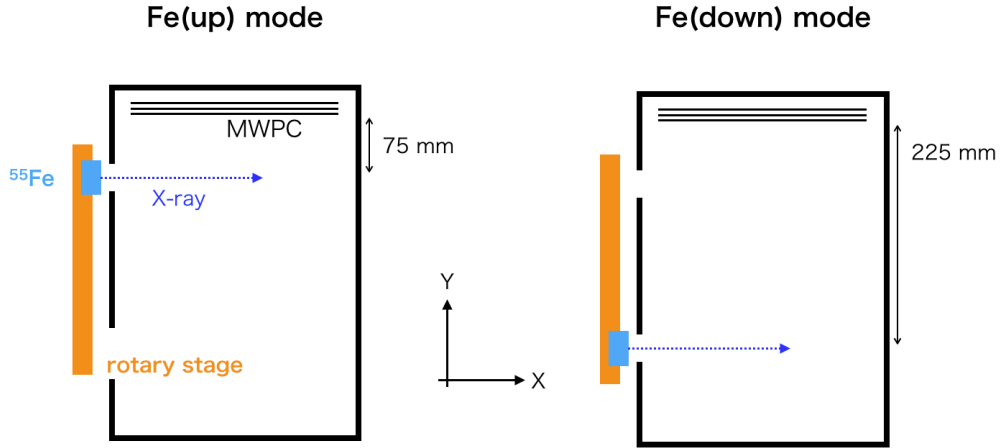 Fe(up) mode
Fe(down) mode
MWPC
75 mm
225 mm
⁵⁵Fe
X-ray
Y
rotary stage
X